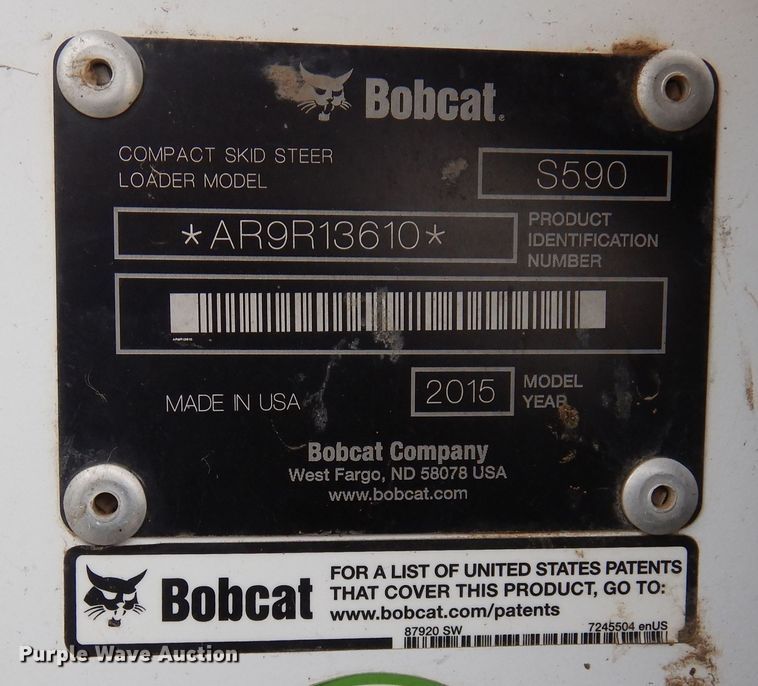 Bobcat®
COMPACT SKID STEER
LOADER MODEL
S590
*AR9R13610*
PRODUCT
IDENTIFICATION
NUMBER
AR9R13610
MADE IN USA
2015
MODEL
YEAR
Bobcat Company
West Fargo, ND 58078 USA
www.bobcat.com
Bobcat
FOR A LIST OF UNITED STATES PATENTS
THAT COVER THIS PRODUCT, GO TO:
www.bobcat.com/patents
87920 SW
7245504 enUS
Purple Wave Auction